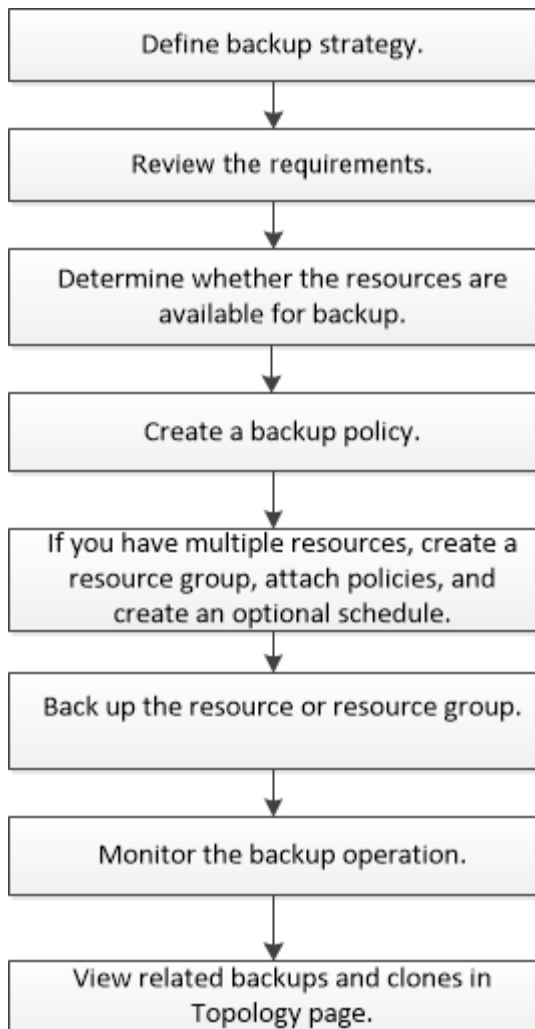 Define backup strategy.
Review the requirements.
Determine whether the resources are
available for backup.
Create a backup policy.
If you have multiple resources, create a
resource group, attach policies, and
create an optional schedule.
Back up the resource or resource group.
Monitor the backup operation.
View related backups and clones in
Topology page.